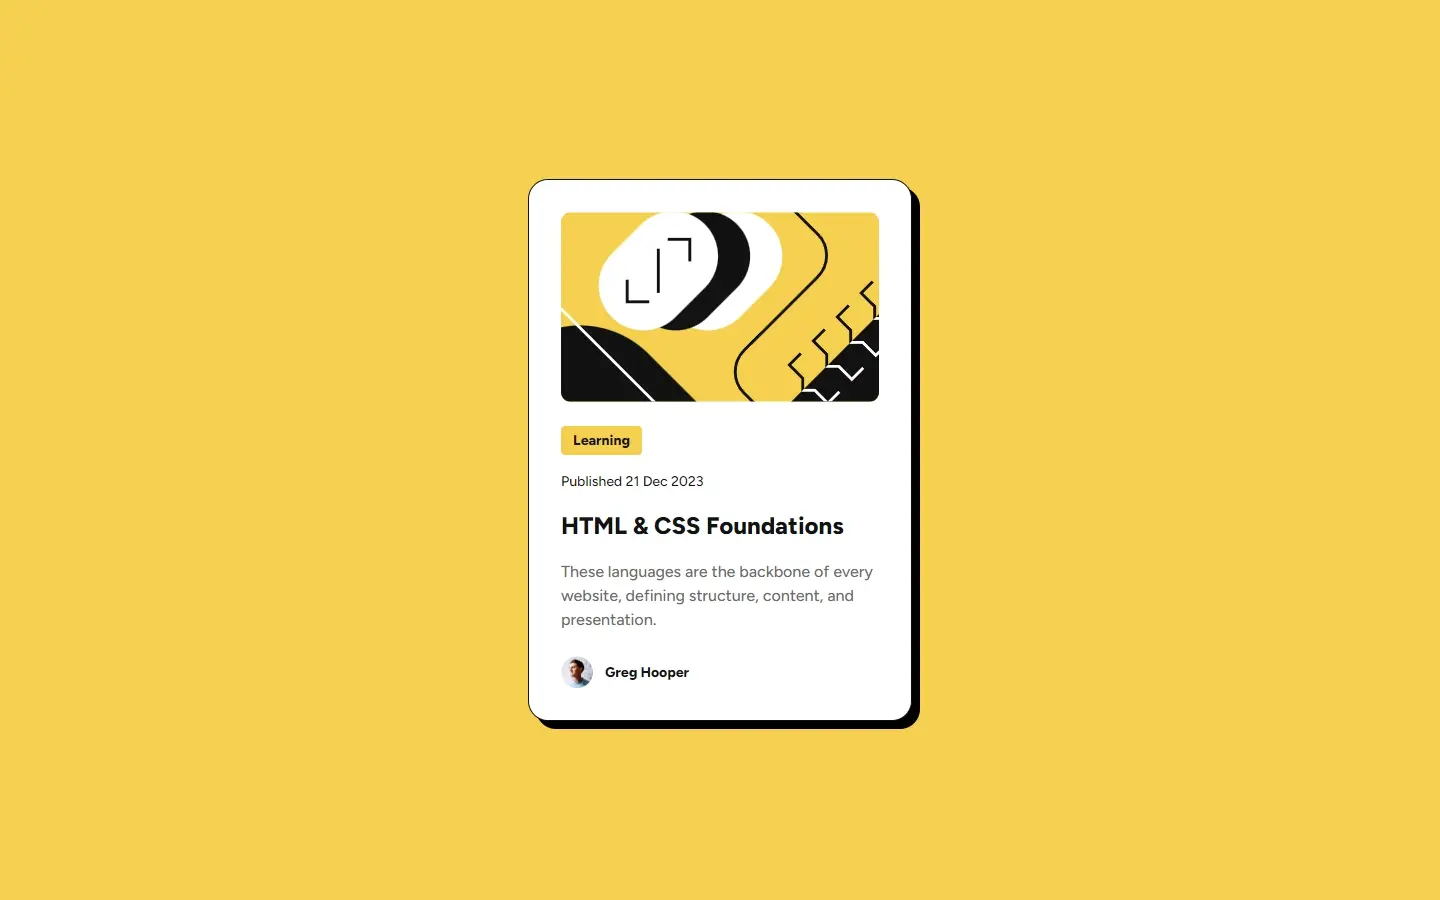 Learning
Published 21 Dec 2023
HTML & CSS Foundations
These languages are the backbone of every
website, defining structure, content, and
presentation.
Greg Hooper